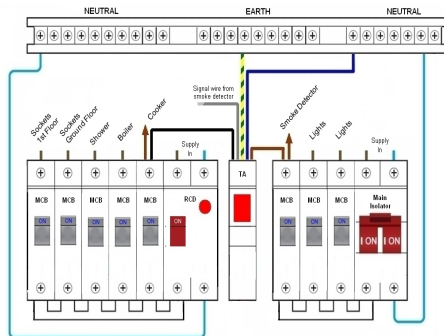 NEUTRAL
EARTH
NEUTRAL
Signal wire from
smoke detector
Sockets
1st Floor
Sockets
Ground Floor
Shower
Boiler
Cooker
Supply
In
Smoke Detector
Lights
Lights
Supply
In
MCB
MCB
MCB
MCB
MCB
RCD
TA
MCB
MCB
MCB
Main
Isolator
ON
ON
ON
ON
ON
ON
ON
ON
ON
I ON
I ON